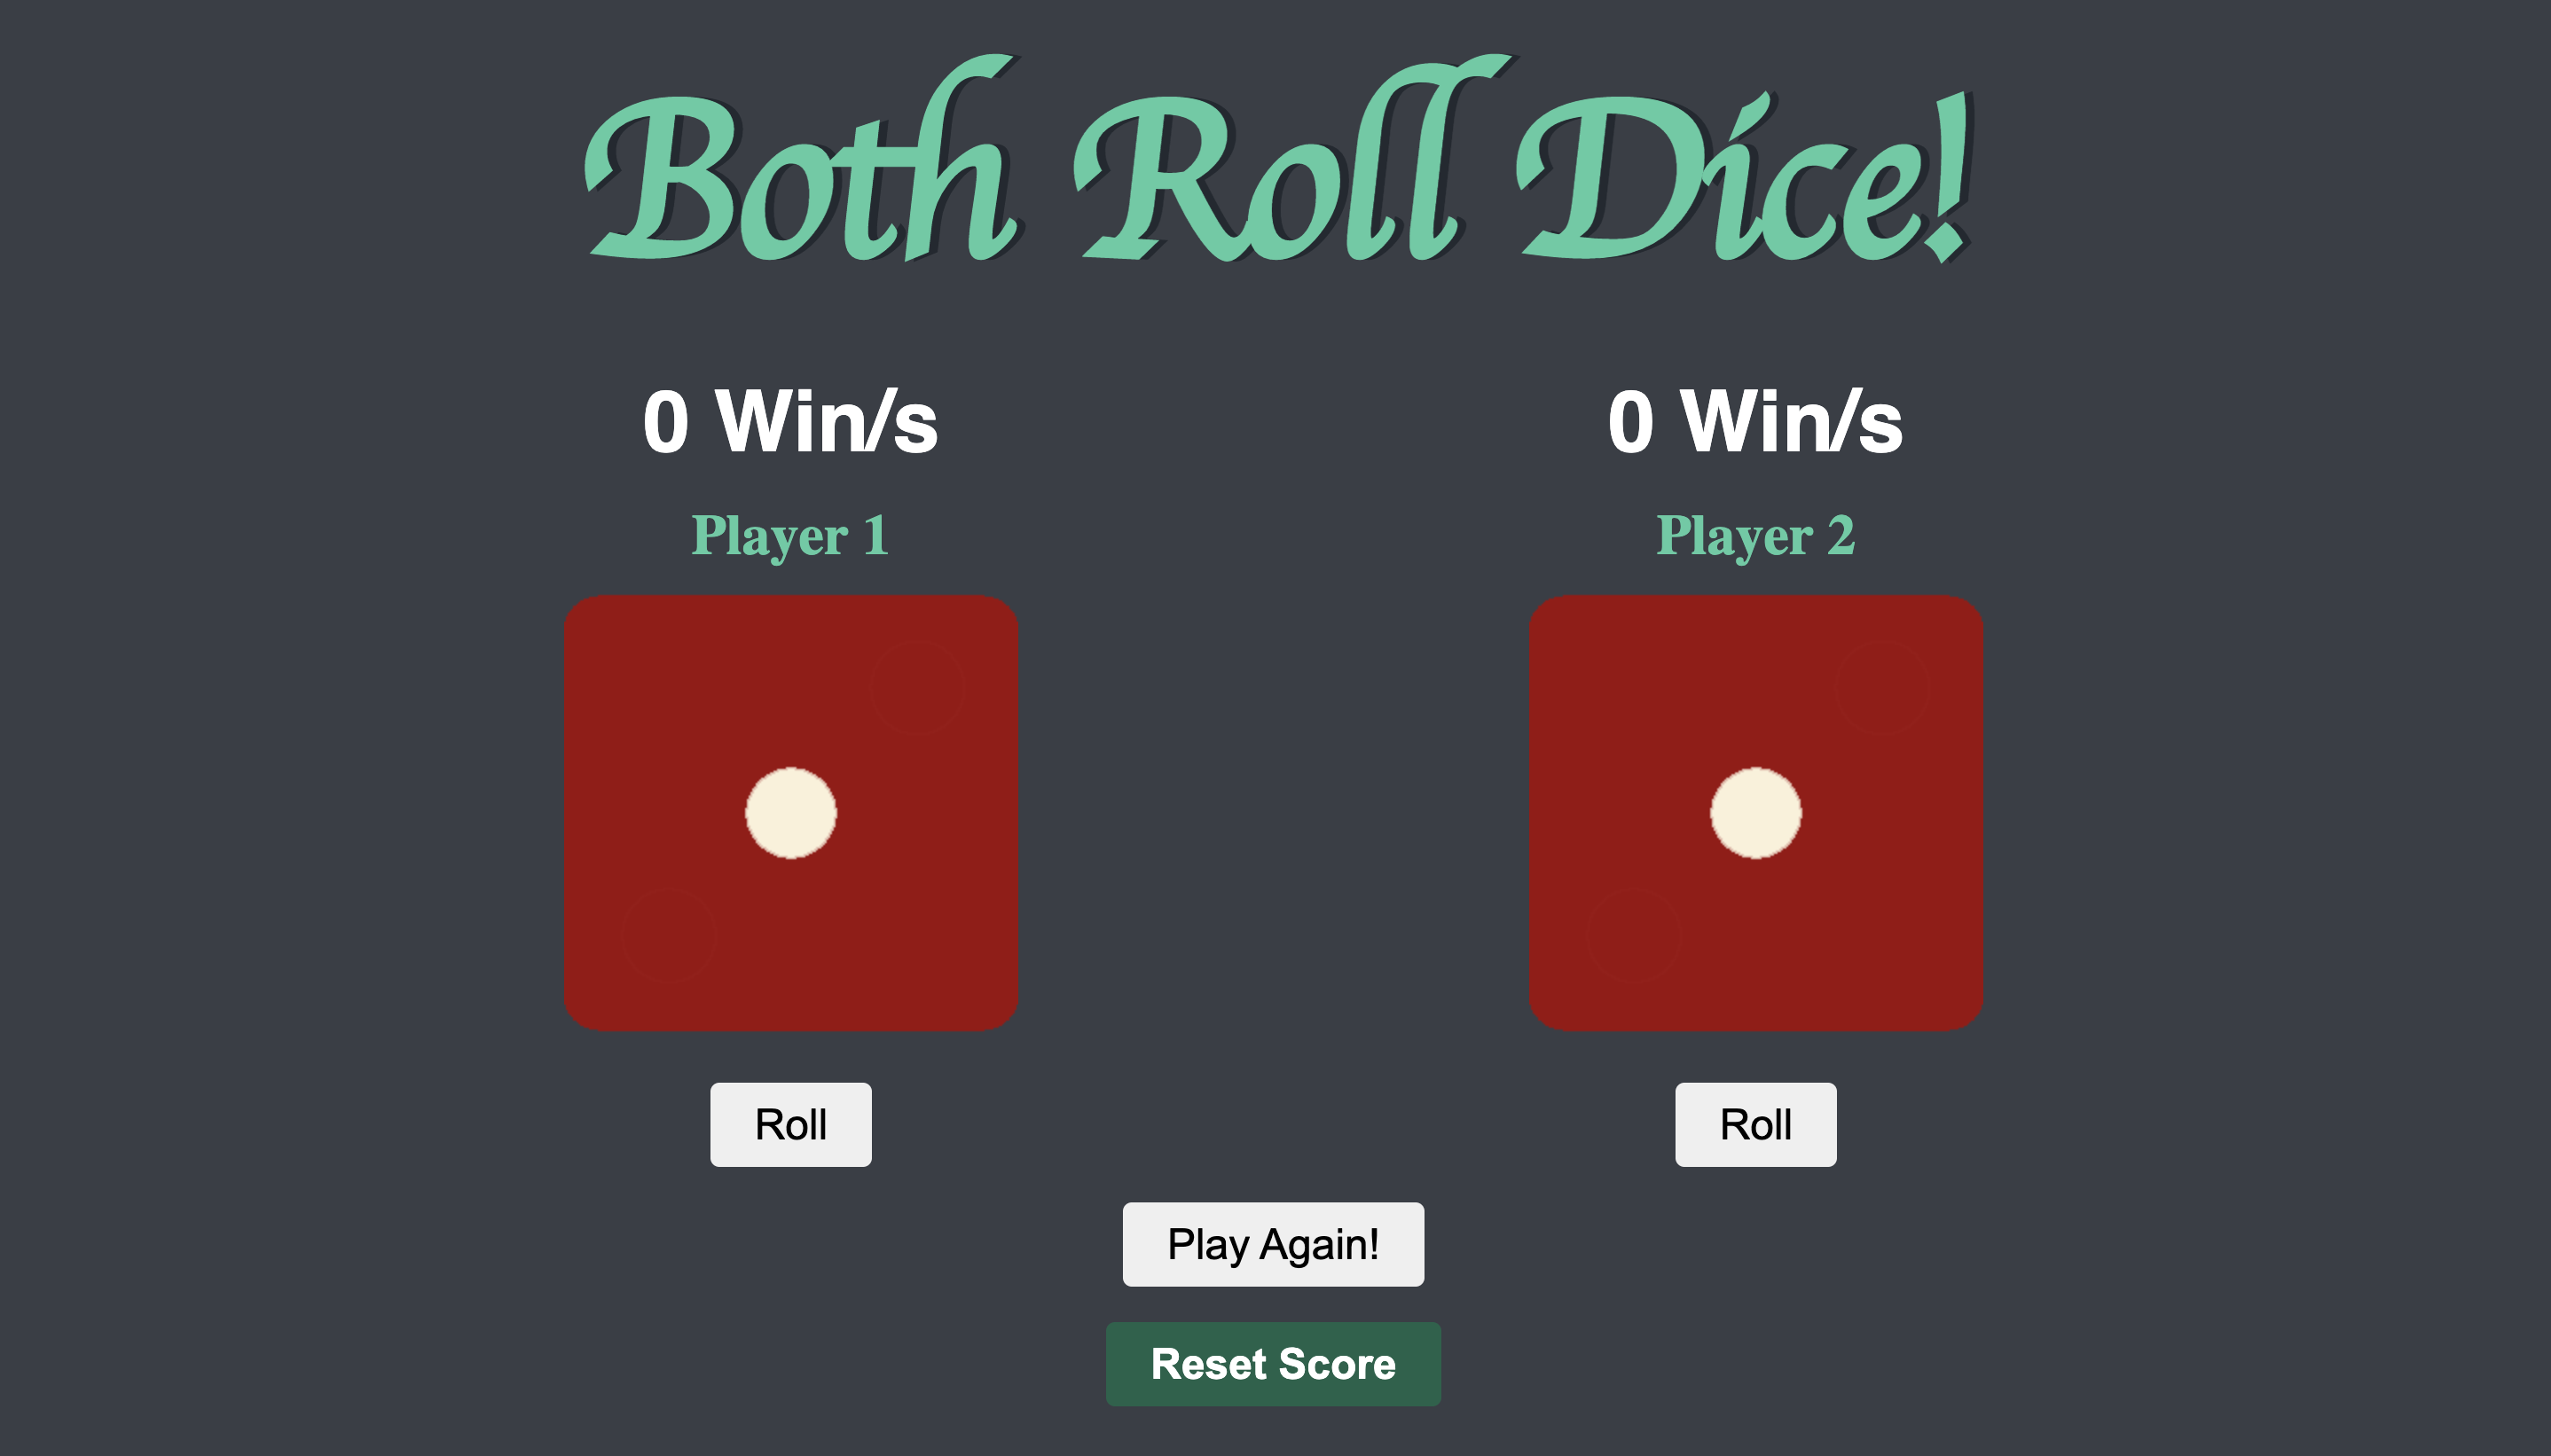 Both Roll Dice!
0 Win/s
0 Win/s
Player 1
Player 2
Roll
Roll
Play Again!
Reset Score